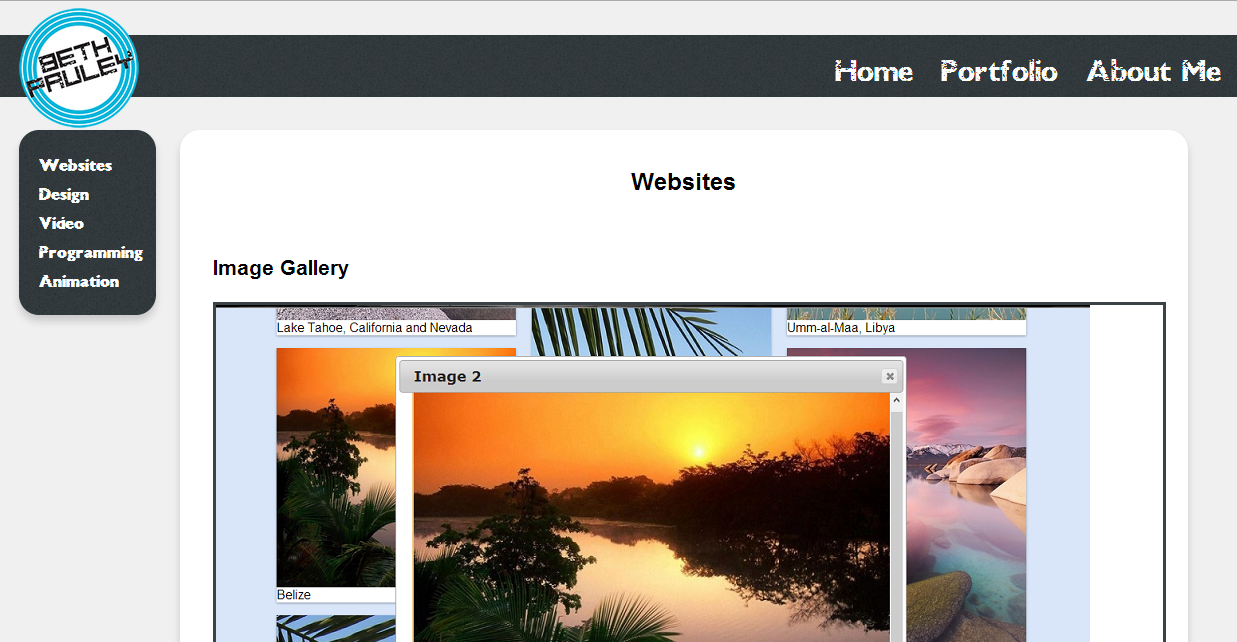 BETH
PAULEY
Home Portfolio About Me
Websites
Design
Video
Programming
Animation
Websites
Image Gallery
Lake Tahoe, California and Nevada
Umm-al-Maa, Libya
Image 2
Belize